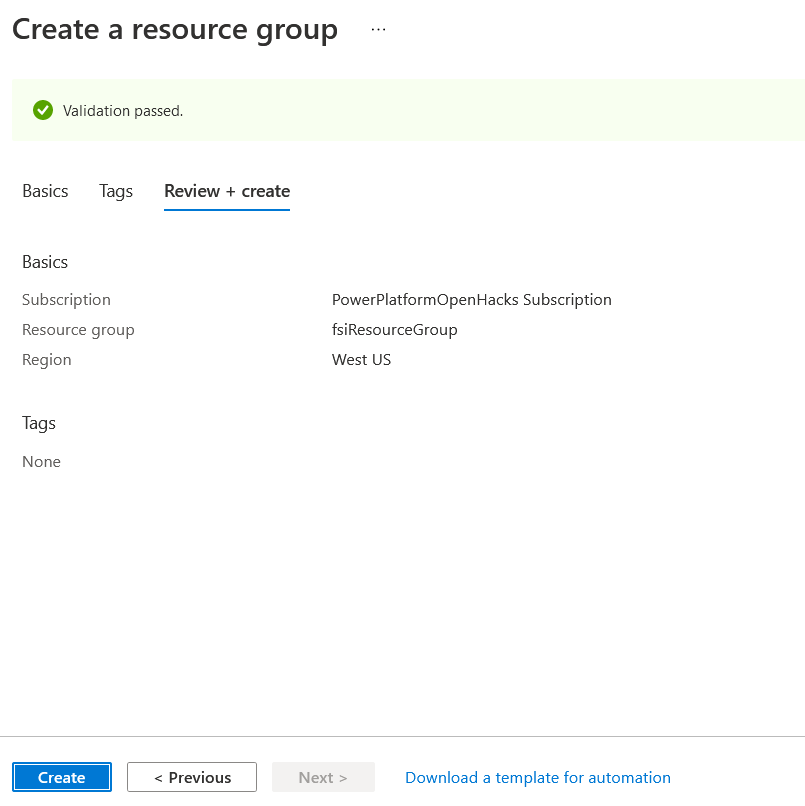 Create a resource group ...
Validation passed.
Basics Tags Review + create
Basics
Subscription PowerPlatformOpenHacks Subscription
Resource group fsiResourceGroup
Region West US
Tags
None
Create < Previous Next > Download a template for automation